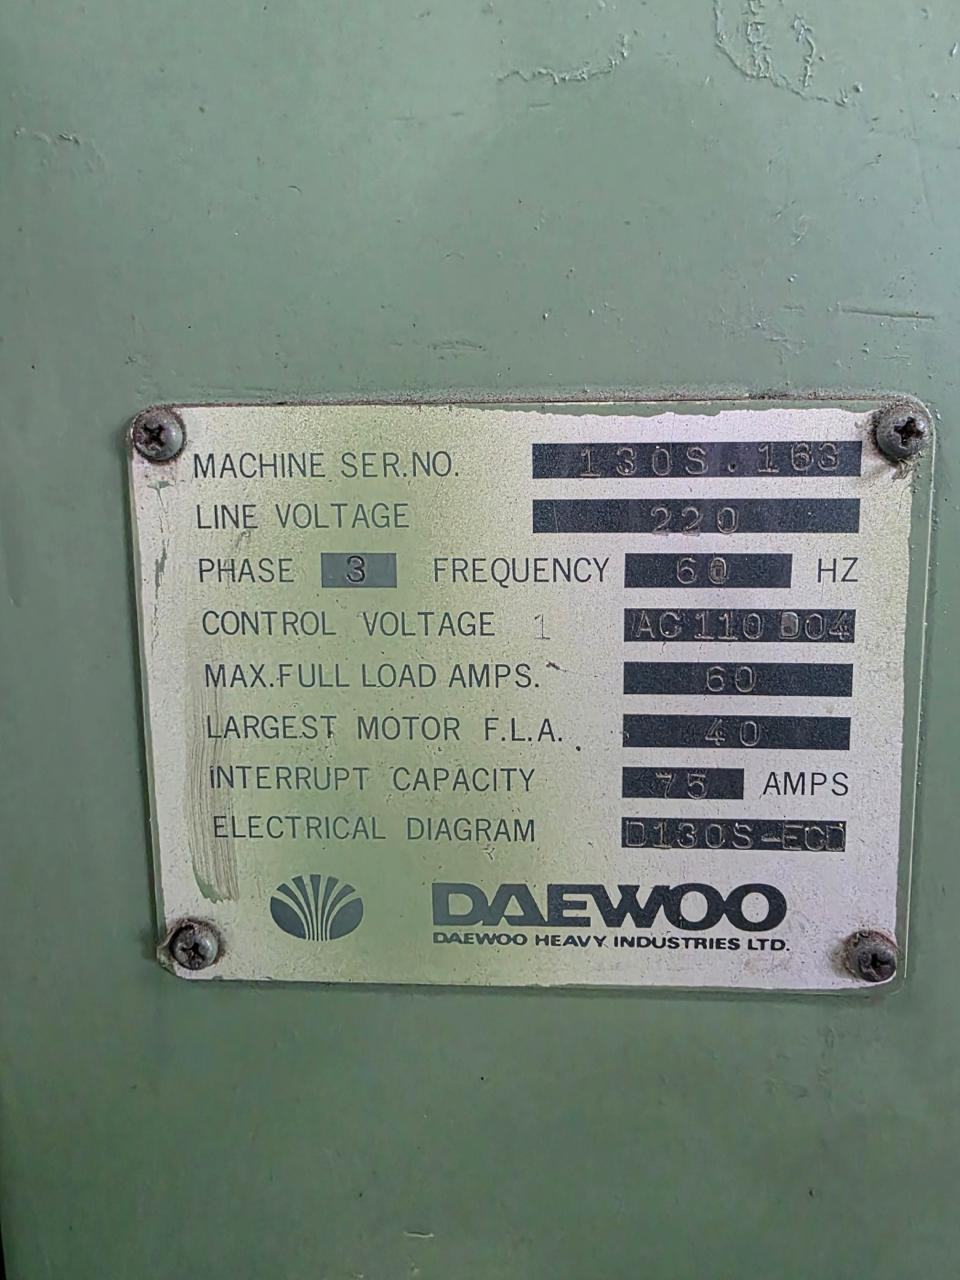 MACHINE SER.NO. 130S.163
LINE VOLTAGE 220
PHASE 3 FREQUENCY 60 HZ
CONTROL VOLTAGE 1 AC110 D04
MAX.FULL LOAD AMPS. 60
LARGEST MOTOR F.L.A. 40
INTERRUPT CAPACITY 75 AMPS
ELECTRICAL DIAGRAM D130S-ECD
DAEWOO
DAEWOO HEAVY INDUSTRIES LTD.